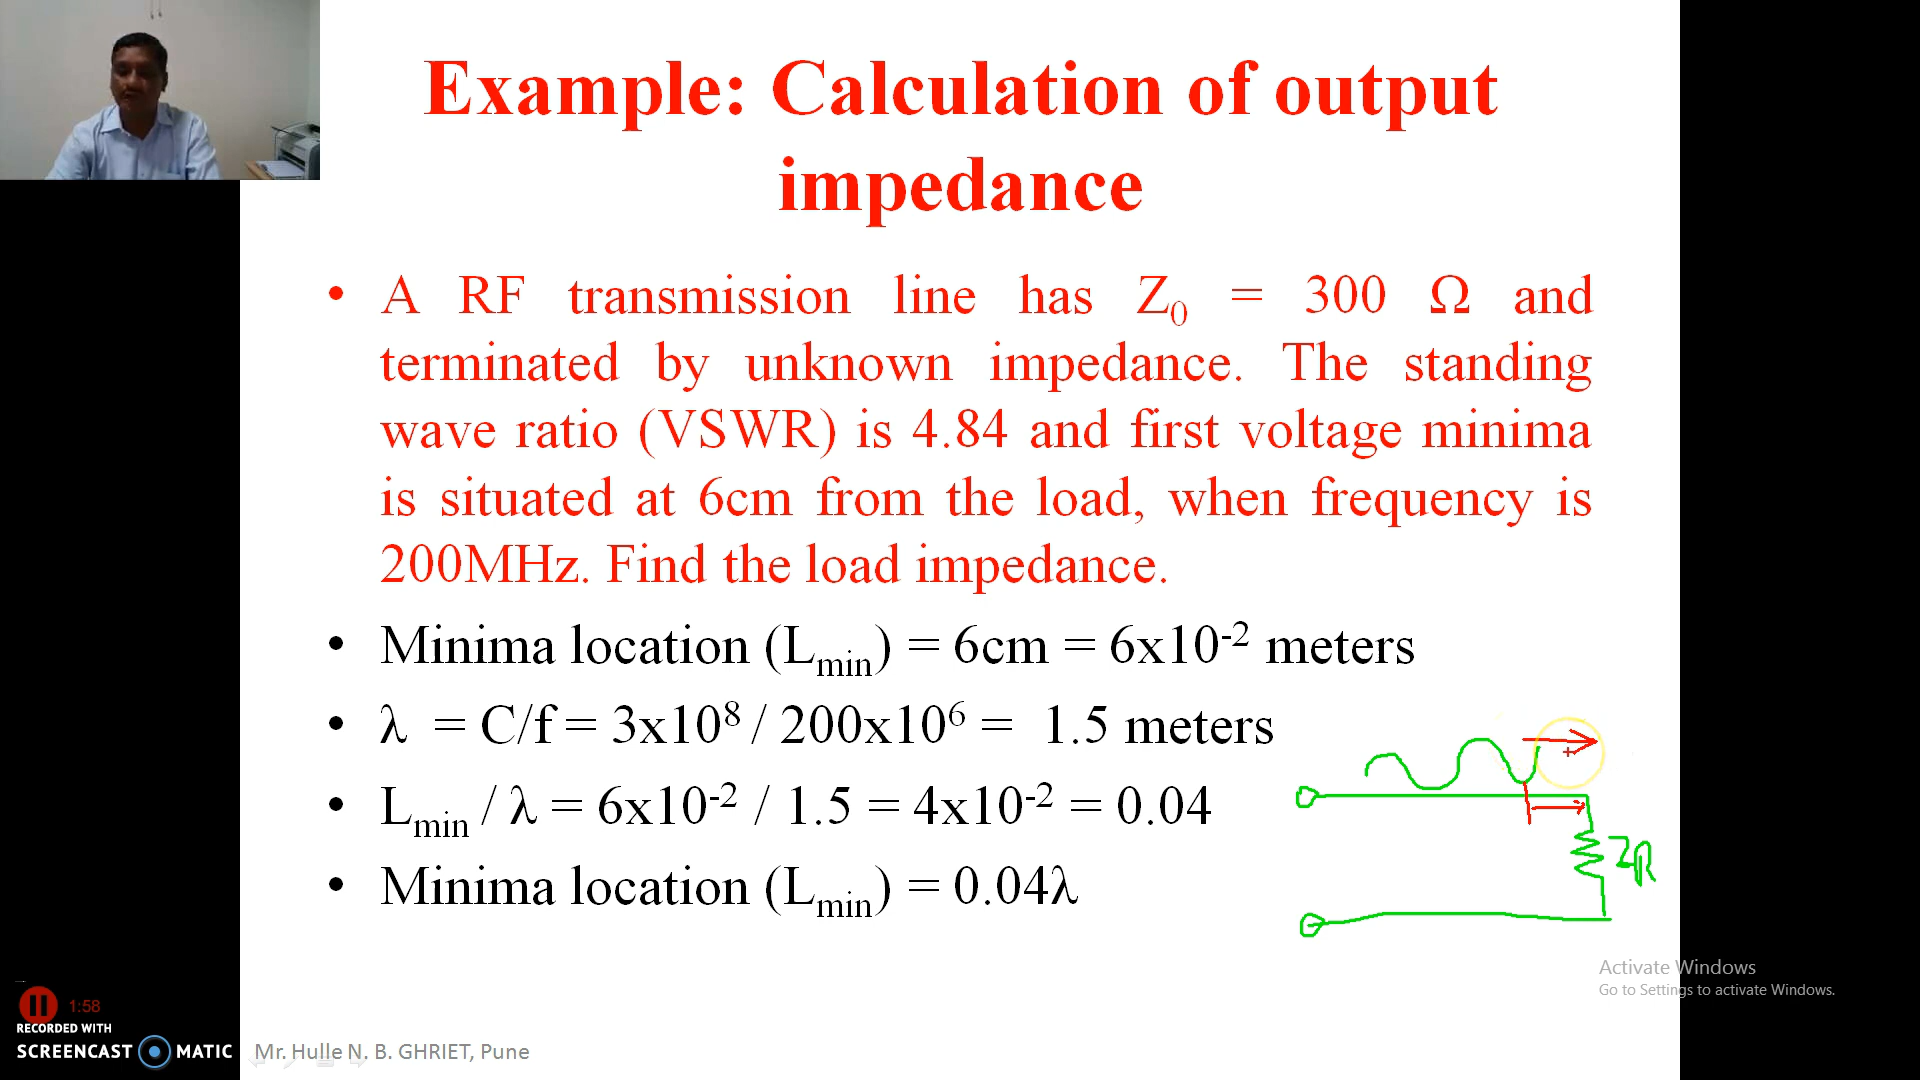 Example: Calculation of output
impedance
• A RF transmission line has Z₀ = 300 Ω and
terminated by unknown impedance. The standing
wave ratio (VSWR) is 4.84 and first voltage minima
is situated at 6cm from the load, when frequency is
200MHz. Find the load impedance.
• Minima location (Lmin) = 6cm = 6x10⁻² meters
• λ = C/f = 3x10⁸ / 200x10⁶ = 1.5 meters
• Lmin / λ = 6x10⁻² / 1.5 = 4x10⁻² = 0.04
• Minima location (Lmin) = 0.04λ
ZR
Activate Windows
Go to Settings to activate Windows.
1:58
RECORDED WITH
SCREENCAST MATIC
Mr. Hulle N. B. GHRIET, Pune